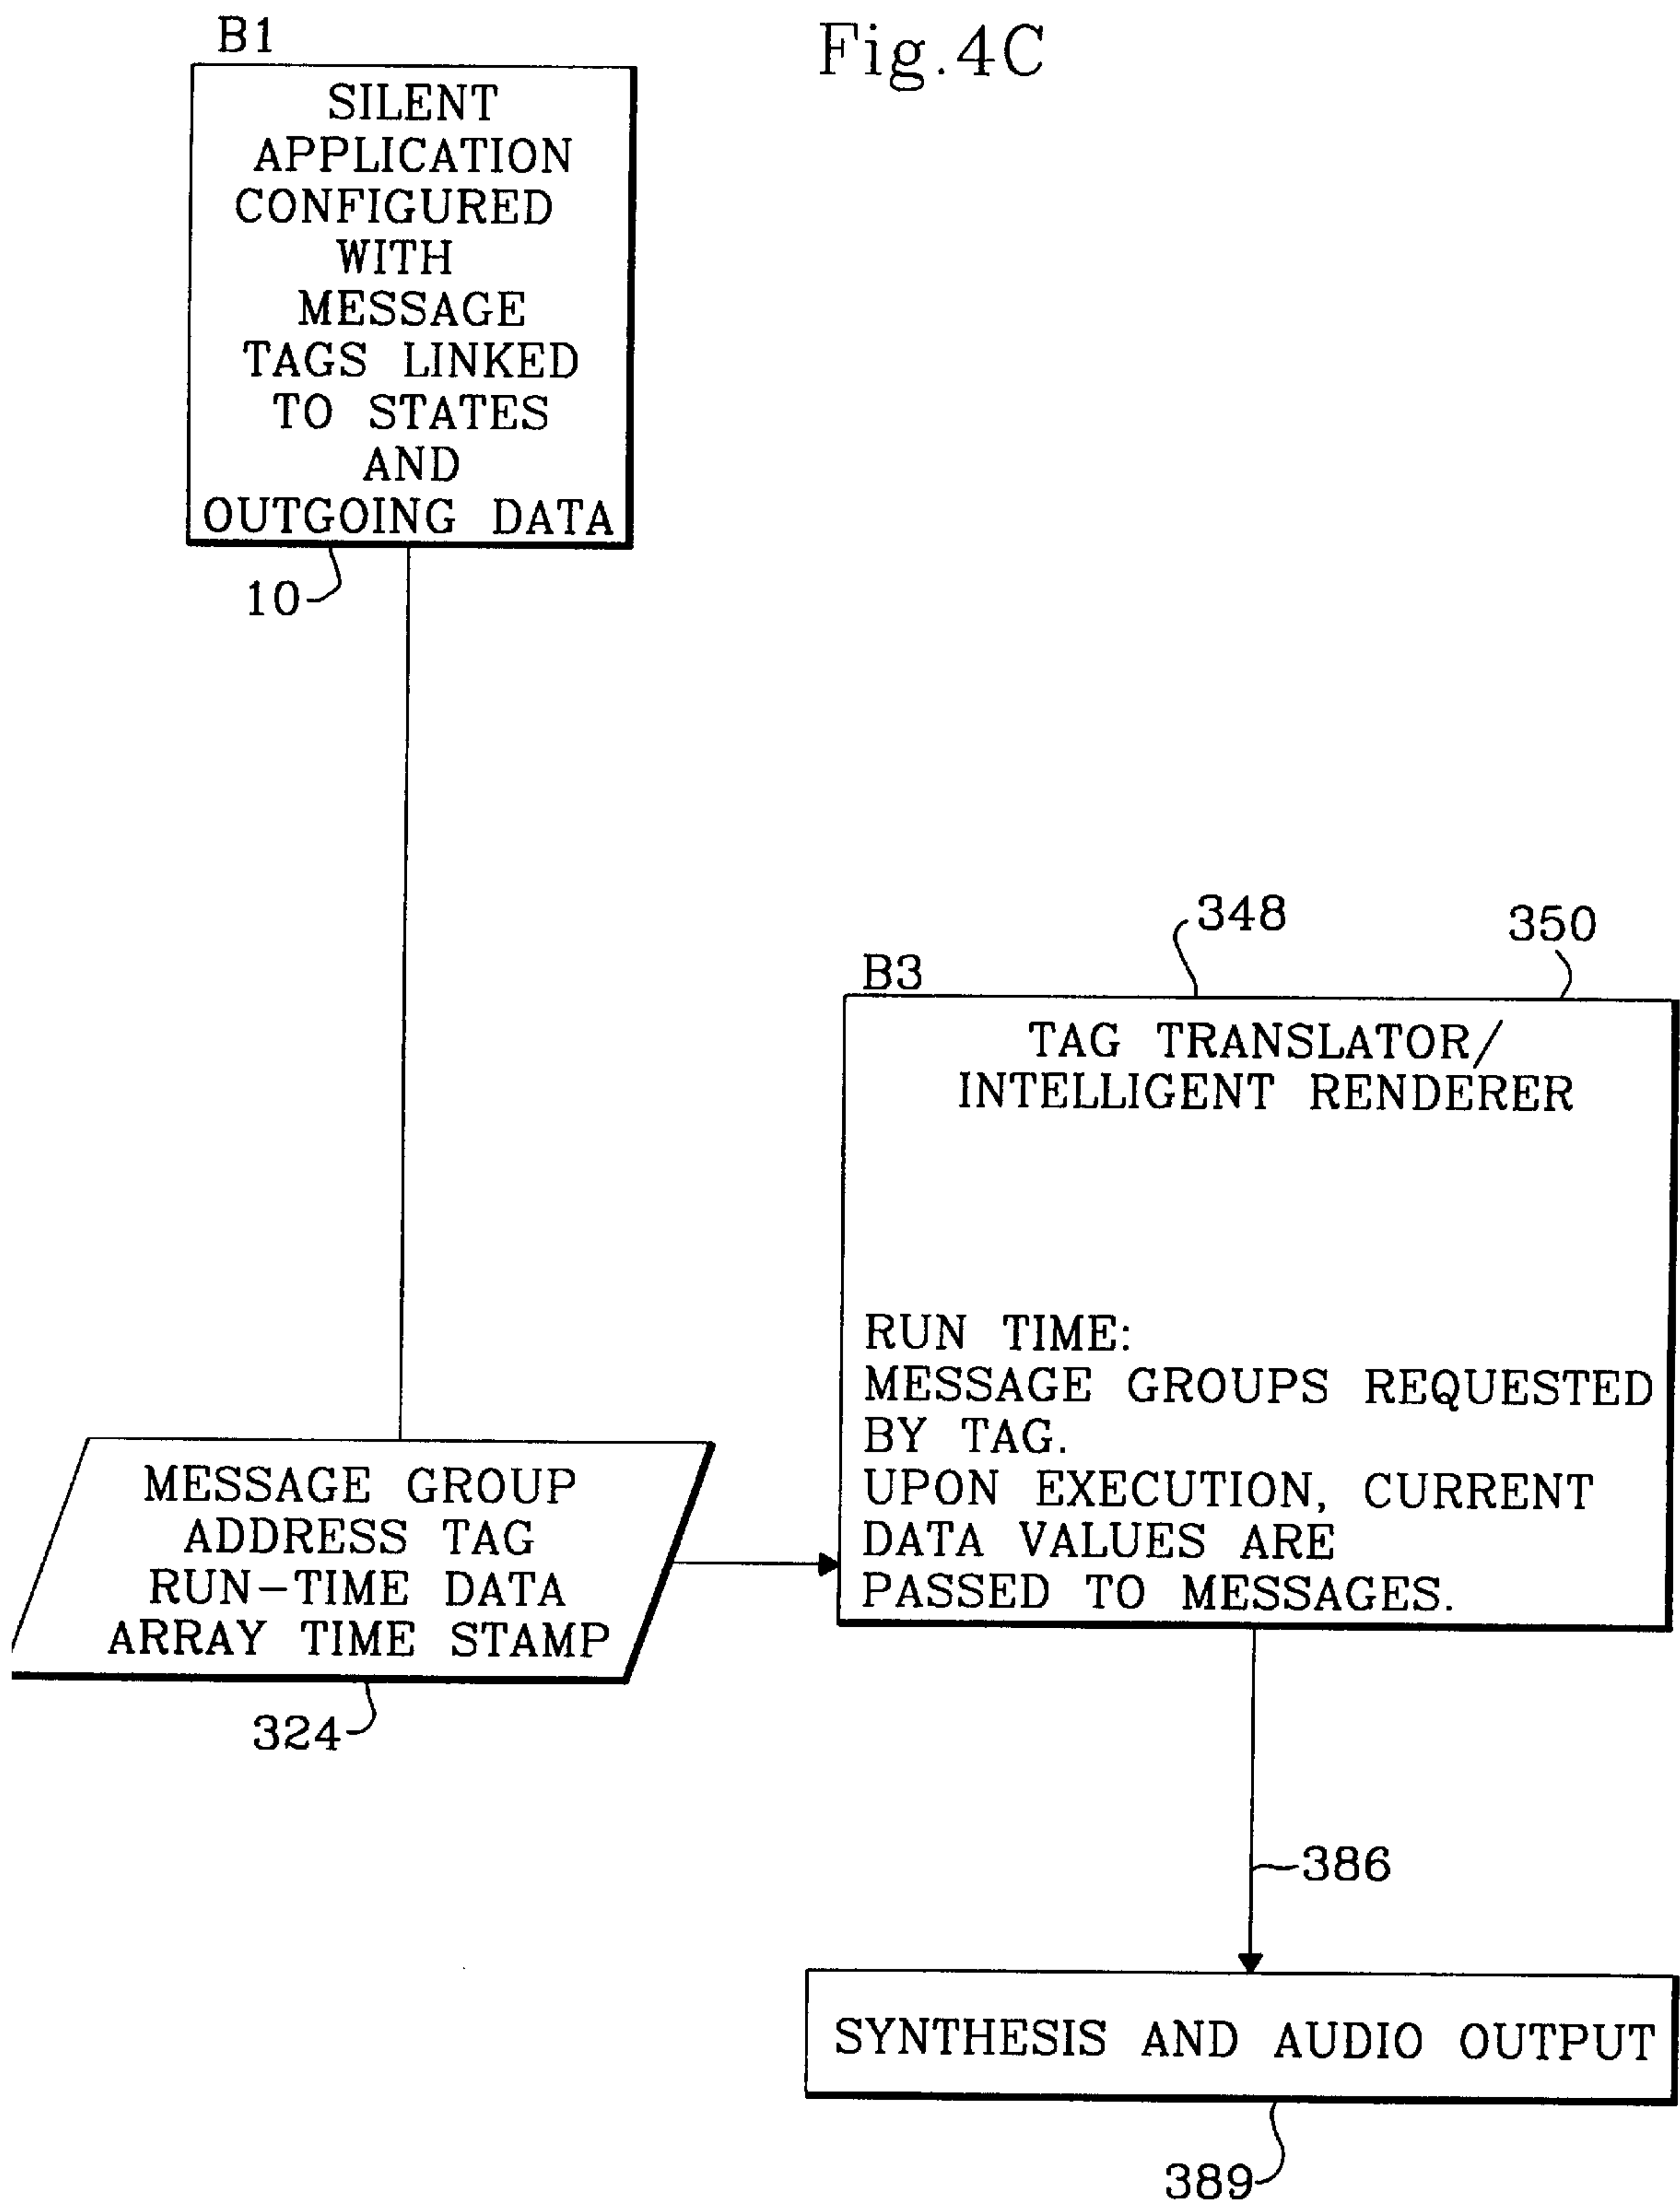 B1
Fig.4C
SILENT
APPLICATION
CONFIGURED
WITH
MESSAGE
TAGS LINKED
TO STATES
AND
OUTGOING DATA
10
348
350
B3
TAG TRANSLATOR/
INTELLIGENT RENDERER
RUN TIME:
MESSAGE GROUPS REQUESTED
BY TAG.
UPON EXECUTION, CURRENT
DATA VALUES ARE
PASSED TO MESSAGES.
MESSAGE GROUP
ADDRESS TAG
RUN-TIME DATA
ARRAY TIME STAMP
324
386
SYNTHESIS AND AUDIO OUTPUT
389